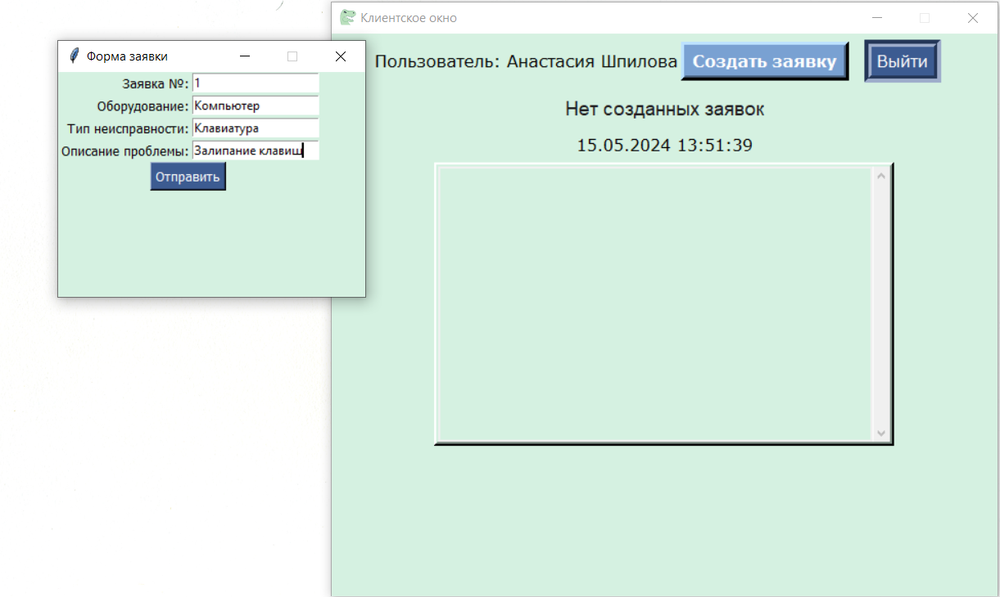 Клиентское окно
Пользователь: Анастасия Шпилова Создать заявку Выйти
Нет созданных заявок
15.05.2024 13:51:39
Форма заявки
Заявка №: 1
Оборудование: Компьютер
Тип неисправности: Клавиатура
Описание проблемы: Залипание клавиш
Отправить